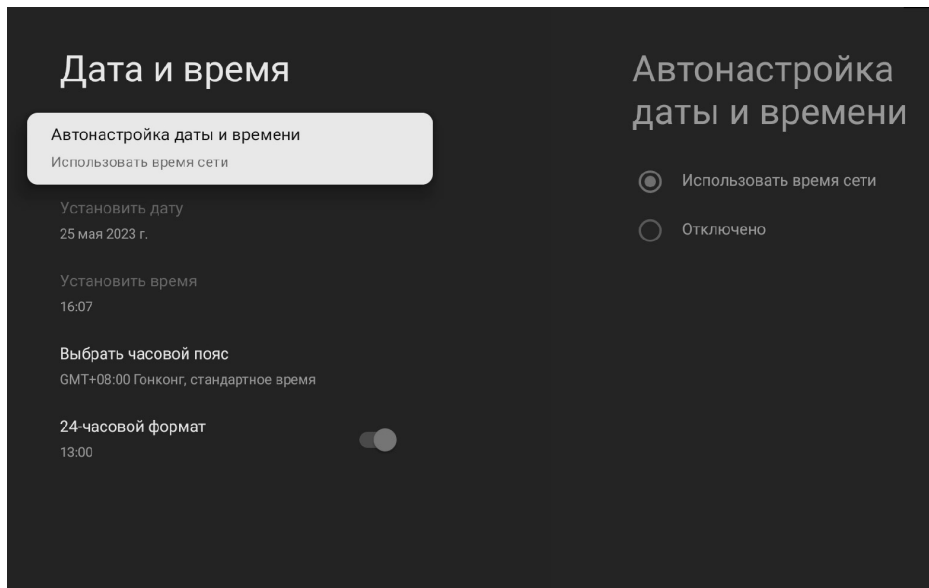 Дата и время
Автонастройка даты и времени
Использовать время сети
Установить дату
25 мая 2023 г.
Установить время
16:07
Выбрать часовой пояс
GMT+08:00 Гонконг, стандартное время
24-часовой формат
13:00
Автонастройка
даты и времени
Использовать время сети
Отключено